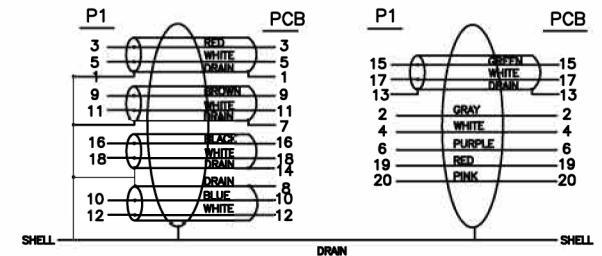 P1 PCB P1 PCB
3 RED 3
5 WHITE 5
1 DRAIN 1
9 BROWN 9
11 WHITE 11
DRAIN 7
16 BLACK 16
18 WHITE 18
DRAIN 14
DRAIN 8
10 BLUE 10
12 WHITE 12
15 GREEN 15
17 WHITE 17
13 DRAIN 13
2 GRAY 2
4 WHITE 4
6 PURPLE 6
19 RED 19
20 PINK 20
SHELL SHELL
DRAIN